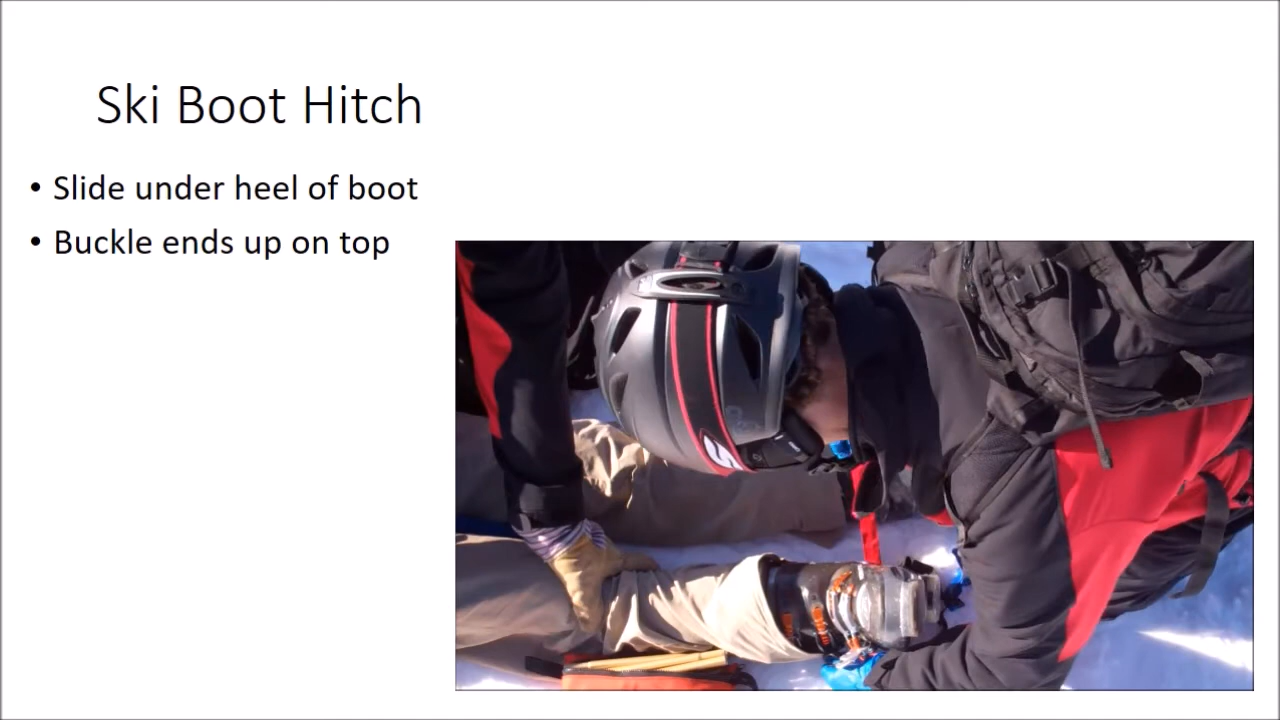 Ski Boot Hitch
• Slide under heel of boot
• Buckle ends up on top